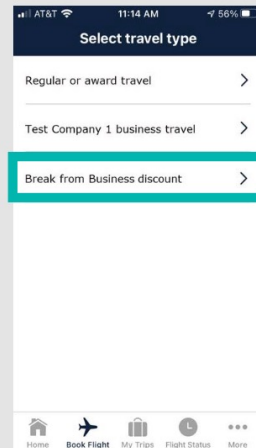 AT&T 11:14 AM 56%
Select travel type
Regular or award travel
Test Company 1 business travel
Break from Business discount
Home Book Flight My Trips Flight Status More